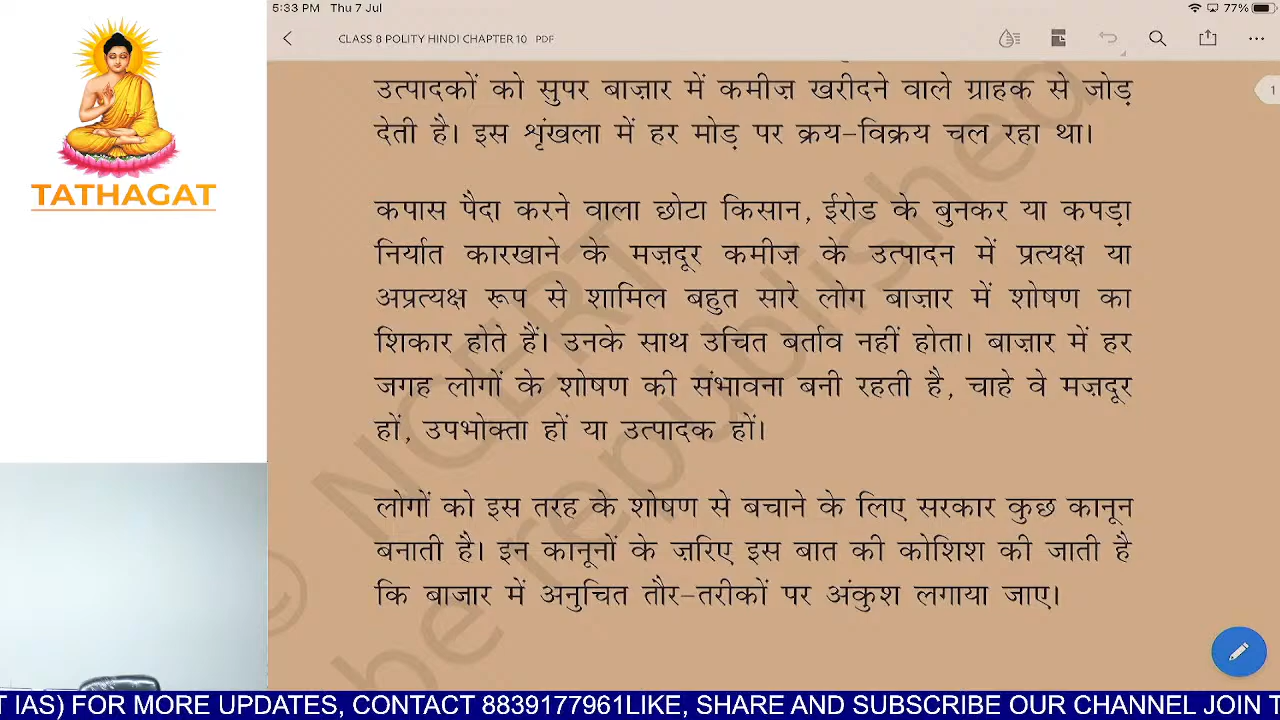 5:33 PM Thu 7 Jul
77%
CLASS 8 POLITY HINDI CHAPTER 10 PDF
TATHAGAT
1
उत्पादकों को सुपर बाज़ार में कमीज़ खरीदने वाले ग्राहक से जोड़
देती है। इस शृंखला में हर मोड़ पर क्रय-विक्रय चल रहा था।
कपास पैदा करने वाला छोटा किसान, ईरोड के बुनकर या कपड़ा
निर्यात कारखाने के मज़दूर कमीज़ के उत्पादन में प्रत्यक्ष या
अप्रत्यक्ष रूप से शामिल बहुत सारे लोग बाज़ार में शोषण का
शिकार होते हैं। उनके साथ उचित बर्ताव नहीं होता। बाज़ार में हर
जगह लोगों के शोषण की संभावना बनी रहती है, चाहे वे मज़दूर
हों, उपभोक्ता हों या उत्पादक हों।
लोगों को इस तरह के शोषण से बचाने के लिए सरकार कुछ कानून
बनाती है। इन कानूनों के ज़रिए इस बात की कोशिश की जाती है
कि बाजार में अनुचित तौर-तरीकों पर अंकुश लगाया जाए।
© NCERT
be republished
T IAS) FOR MORE UPDATES, CONTACT 8839177961LIKE, SHARE AND SUBSCRIBE OUR CHANNEL JOIN T